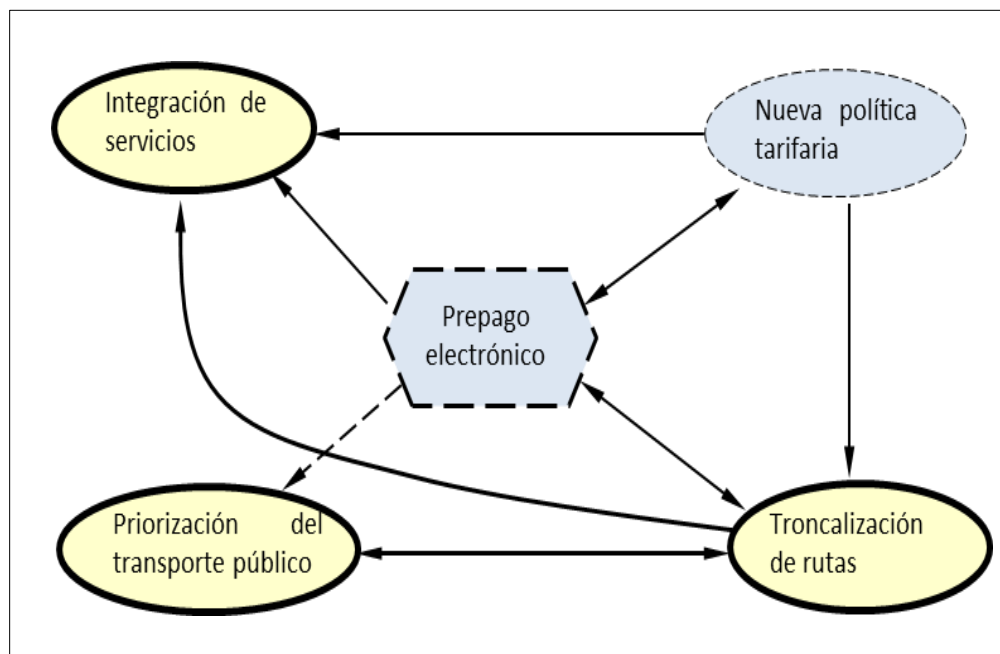 Integración de
servicios
Nueva política
tarifaria
Prepago
electrónico
Priorización del
transporte público
Troncalización
de rutas